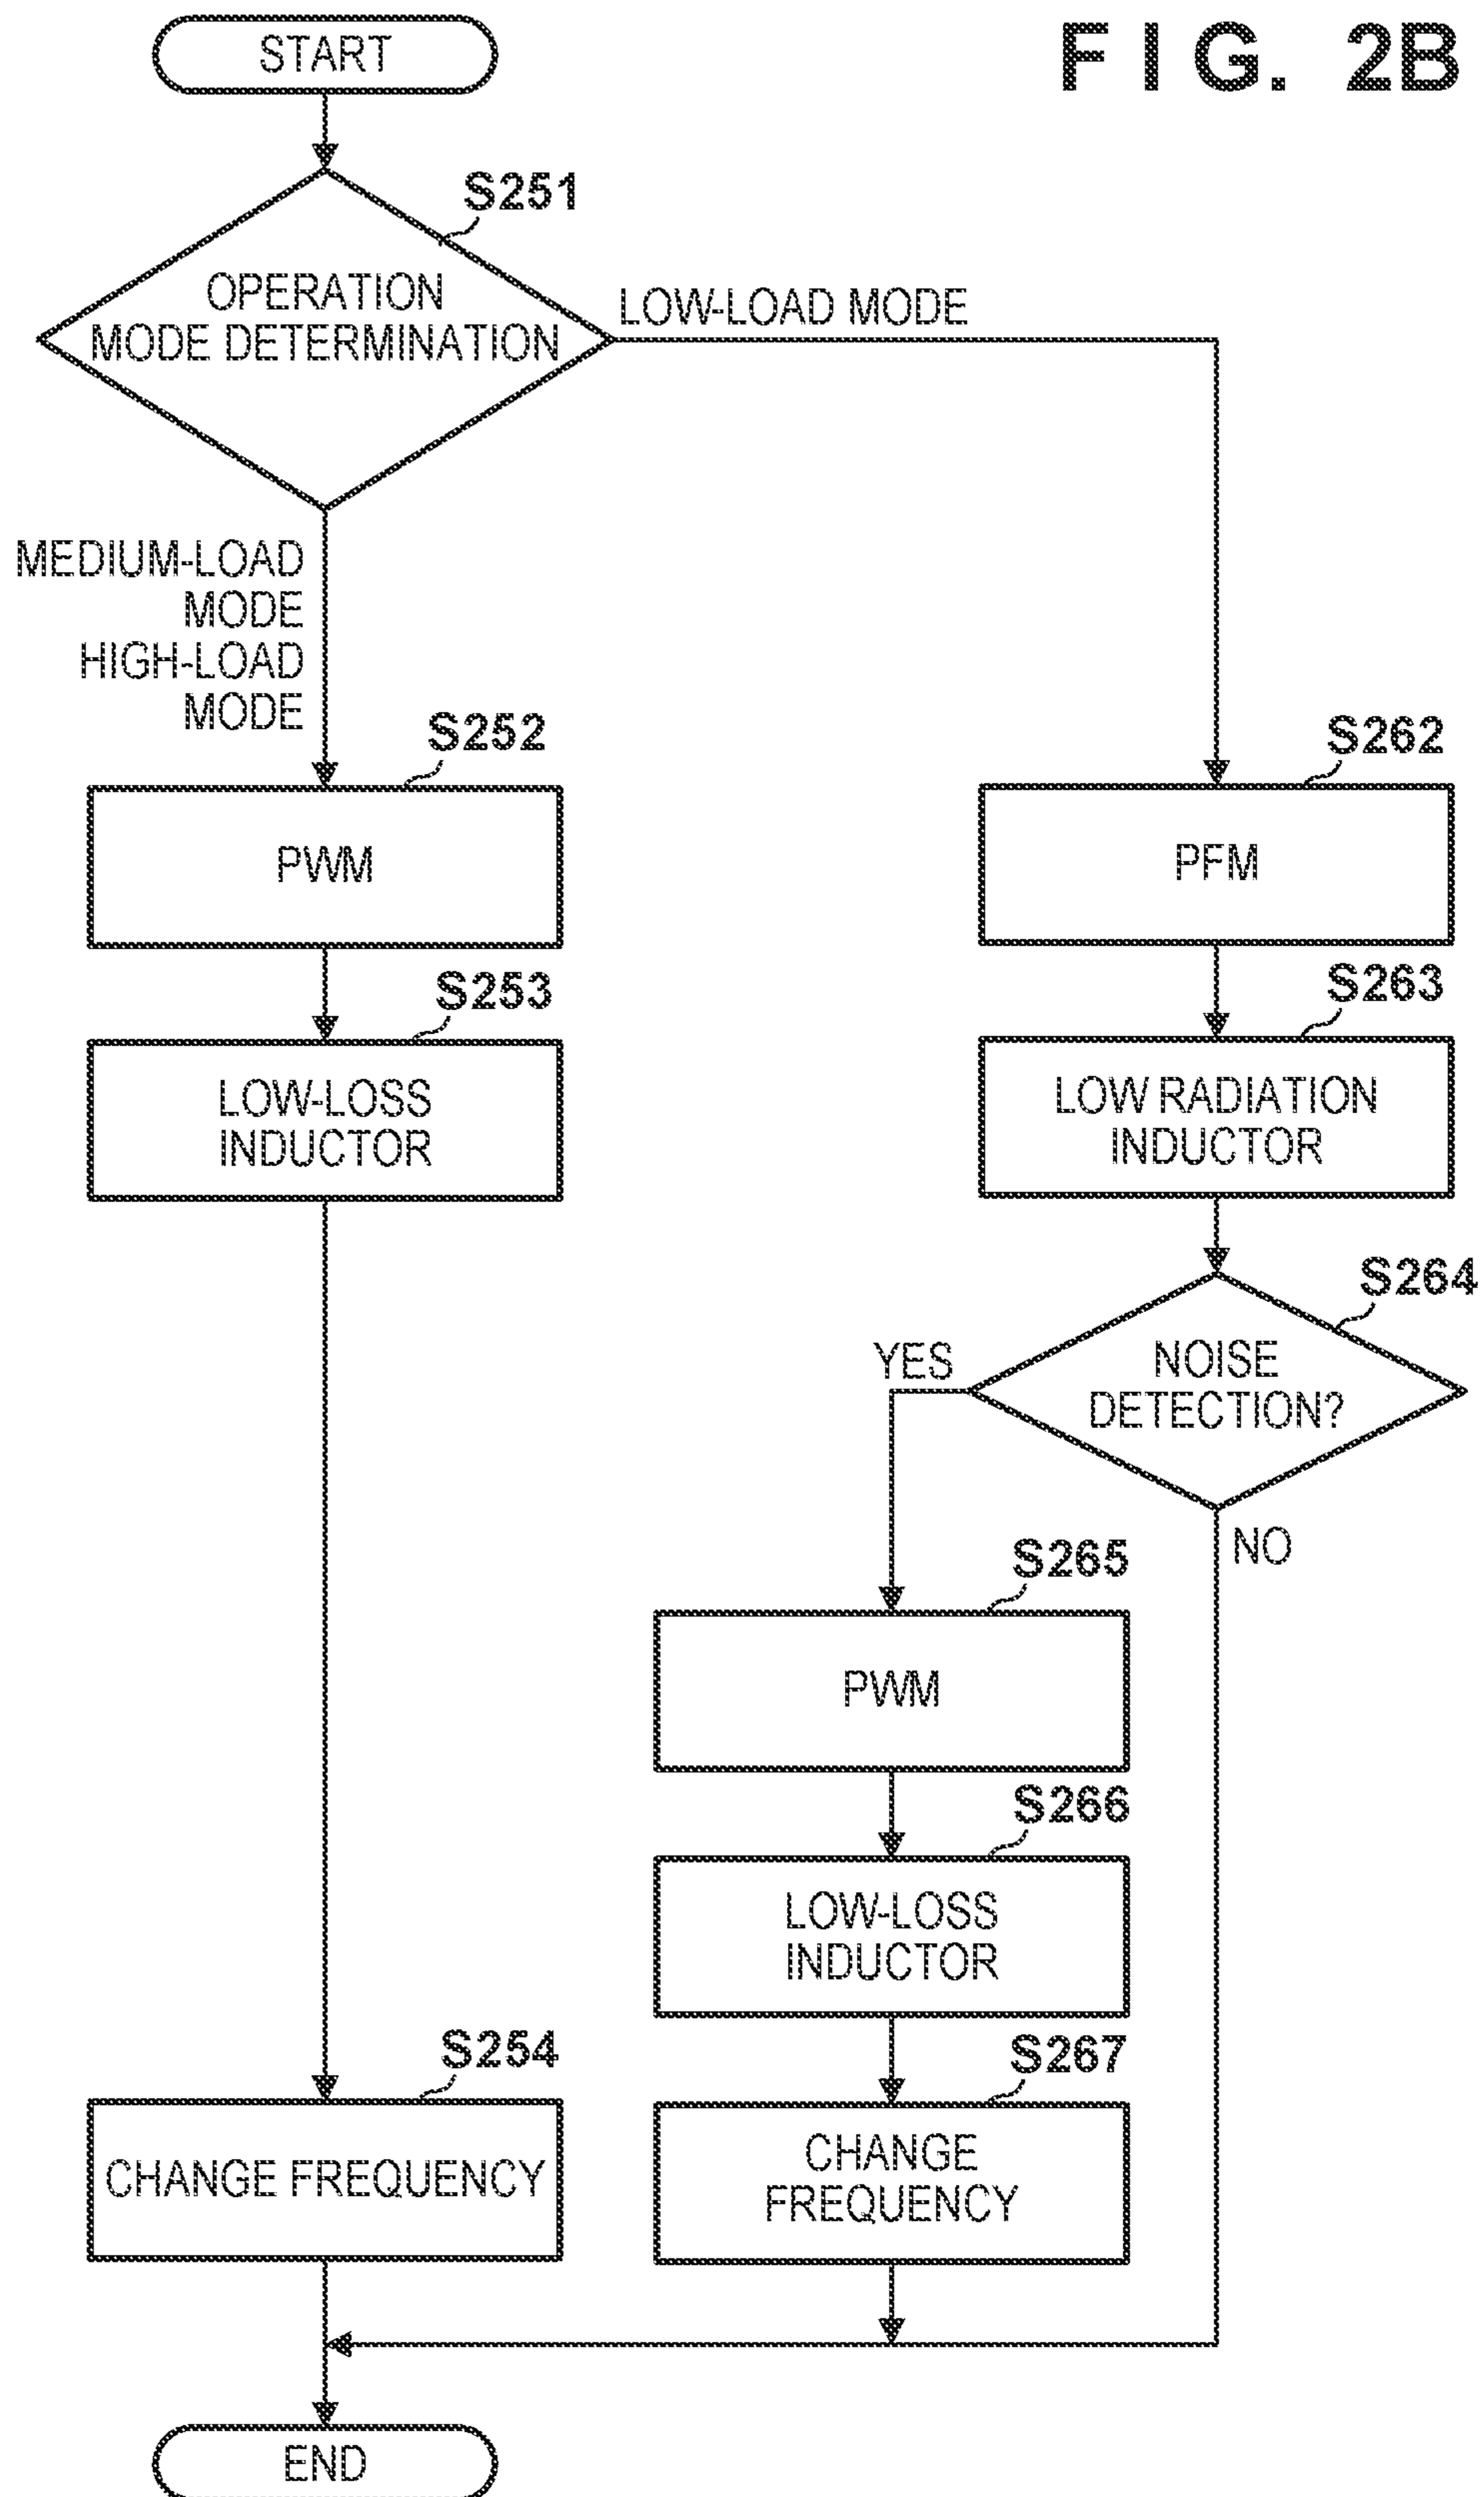 FIG. 2B
START
S251
OPERATION
MODE DETERMINATION
LOW-LOAD MODE
MEDIUM-LOAD
MODE
HIGH-LOAD
MODE
S252
PWM
S262
PFM
S253
LOW-LOSS
INDUCTOR
S263
LOW RADIATION
INDUCTOR
S264
NOISE
DETECTION?
YES
NO
S265
PWM
S266
LOW-LOSS
INDUCTOR
S254
CHANGE FREQUENCY
S267
CHANGE
FREQUENCY
END